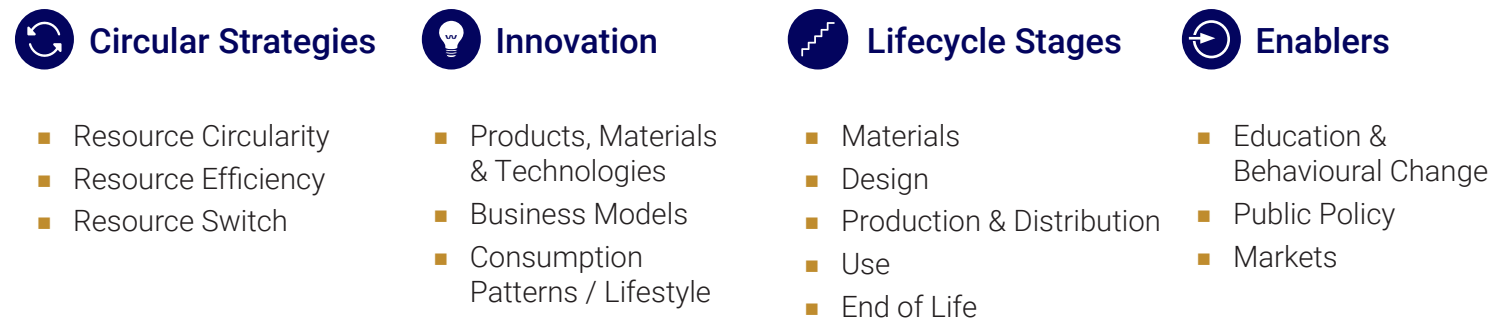 Circular Strategies
Resource Circularity
Resource Efficiency
Resource Switch
Innovation
Products, Materials
& Technologies
Business Models
Consumption
Patterns / Lifestyle
Lifecycle Stages
Materials
Design
Production & Distribution
Use
End of Life
Enablers
Education &
Behavioural Change
Public Policy
Markets